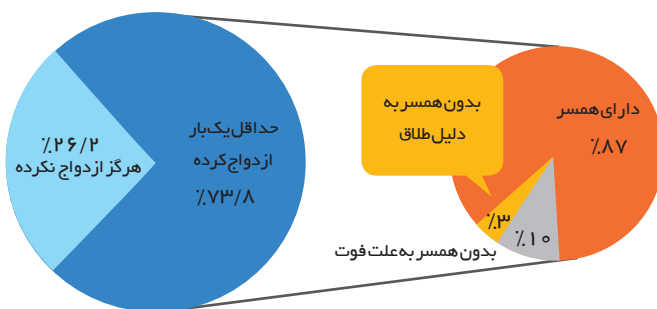 حداقل یک بار
ازدواج کرده
٪۷۳/۸
٪۲۶/۲
هرگز ازدواج نکرده
دارای همسر
٪۸۷
بدون همسر به
دلیل طلاق
٪۳
٪۱۰
بدون همسر به علت فوت